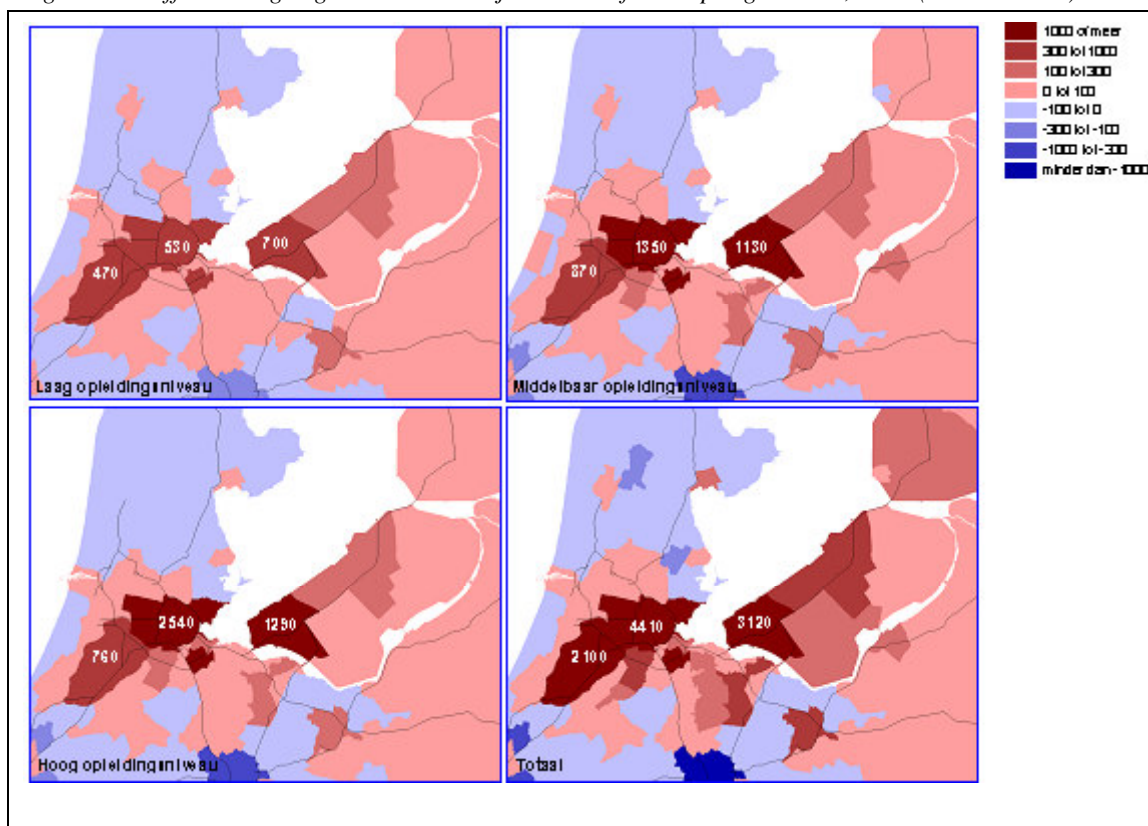 1000 of meer
300 tot 1000
100 tot 300
0 tot 100
-100 tot 0
-300 tot -100
-1000 tot -300
minder dan -1000
530
700
470
Laag opleidingsniveau
1350
1130
870
Middelbaar opleidingsniveau
2540
1290
760
Hoog opleidingsniveau
4410
3120
2100
Totaal